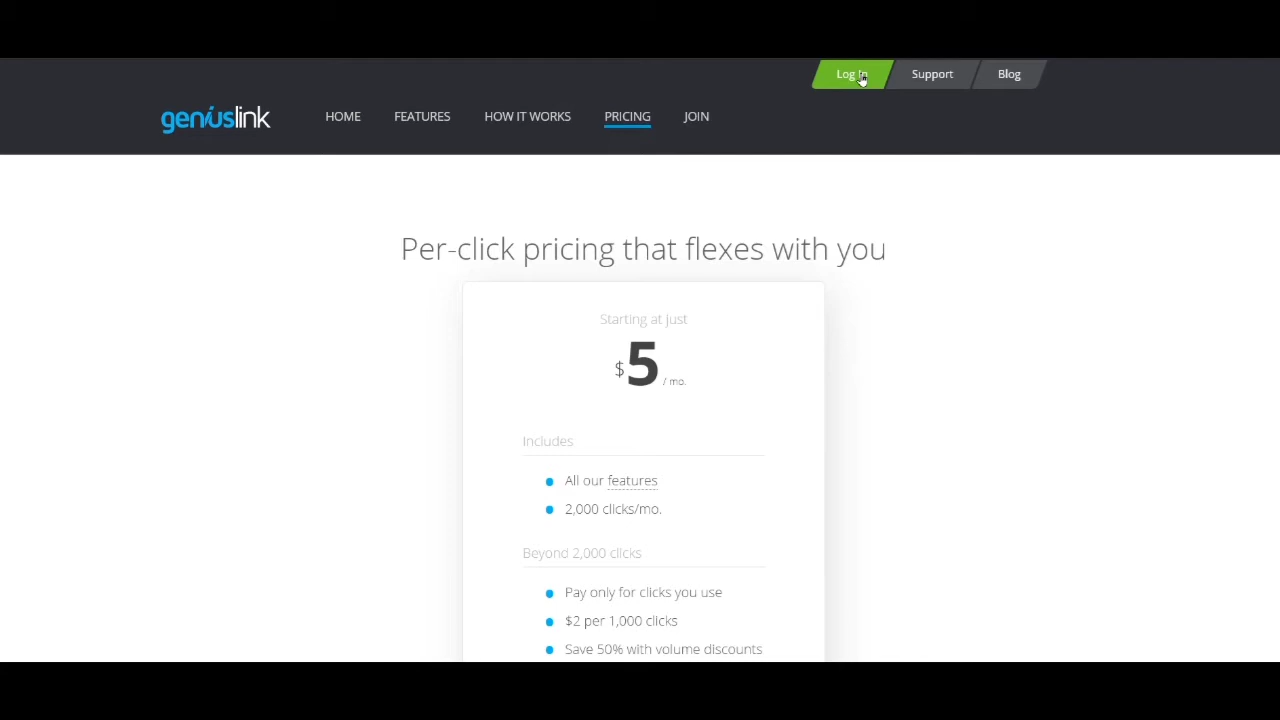 Log In
Support
Blog
geniuslink
HOME
FEATURES
HOW IT WORKS
PRICING
JOIN
Per-click pricing that flexes with you
Starting at just
$5 / mo.
Includes
All our features
2,000 clicks/mo.
Beyond 2,000 clicks
Pay only for clicks you use
$2 per 1,000 clicks
Save 50% with volume discounts